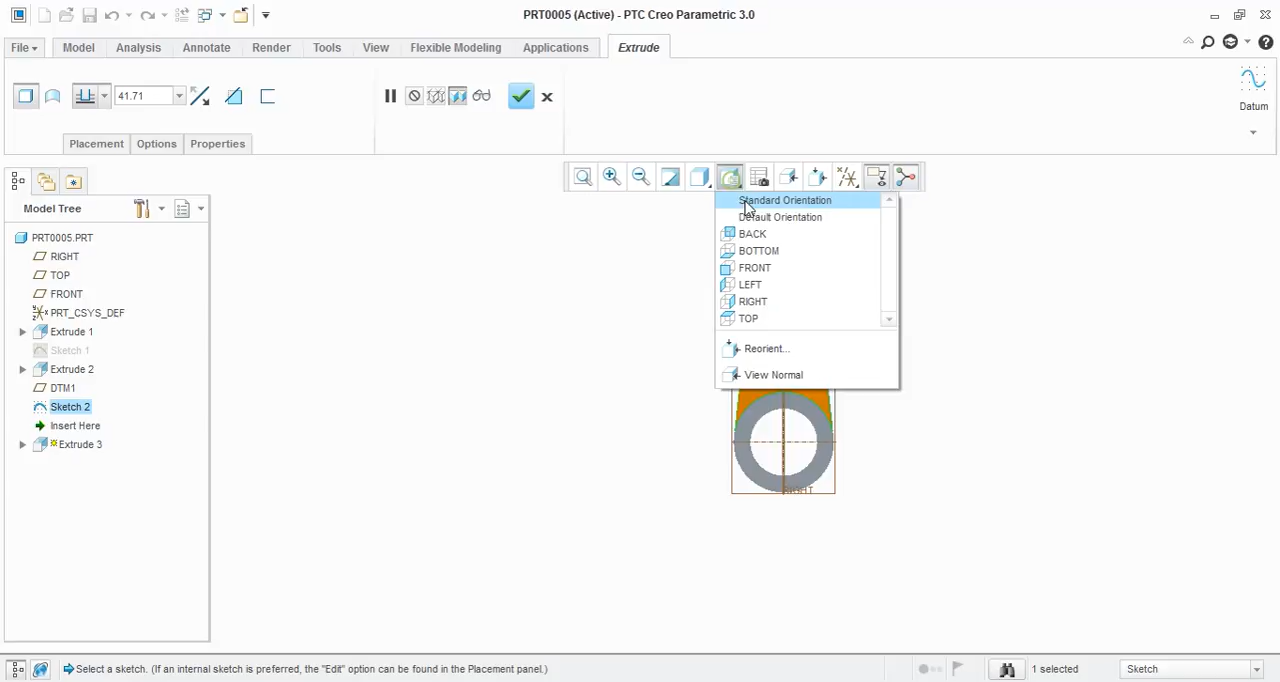 PRT0005 (Active) - PTC Creo Parametric 3.0
File Model Analysis Annotate Render Tools View Flexible Modeling Applications Extrude
41.71
Datum
Placement Options Properties
Model Tree
PRT0005.PRT
RIGHT
TOP
FRONT
PRT_CSYS_DEF
Extrude 1
Sketch 1
Extrude 2
DTM1
Sketch 2
Insert Here
Extrude 3
Standard Orientation
Default Orientation
BACK
BOTTOM
FRONT
LEFT
RIGHT
TOP
Reorient...
View Normal
RIGHT
Select a sketch. (If an internal sketch is preferred, the "Edit" option can be found in the Placement panel.)
1 selected
Sketch